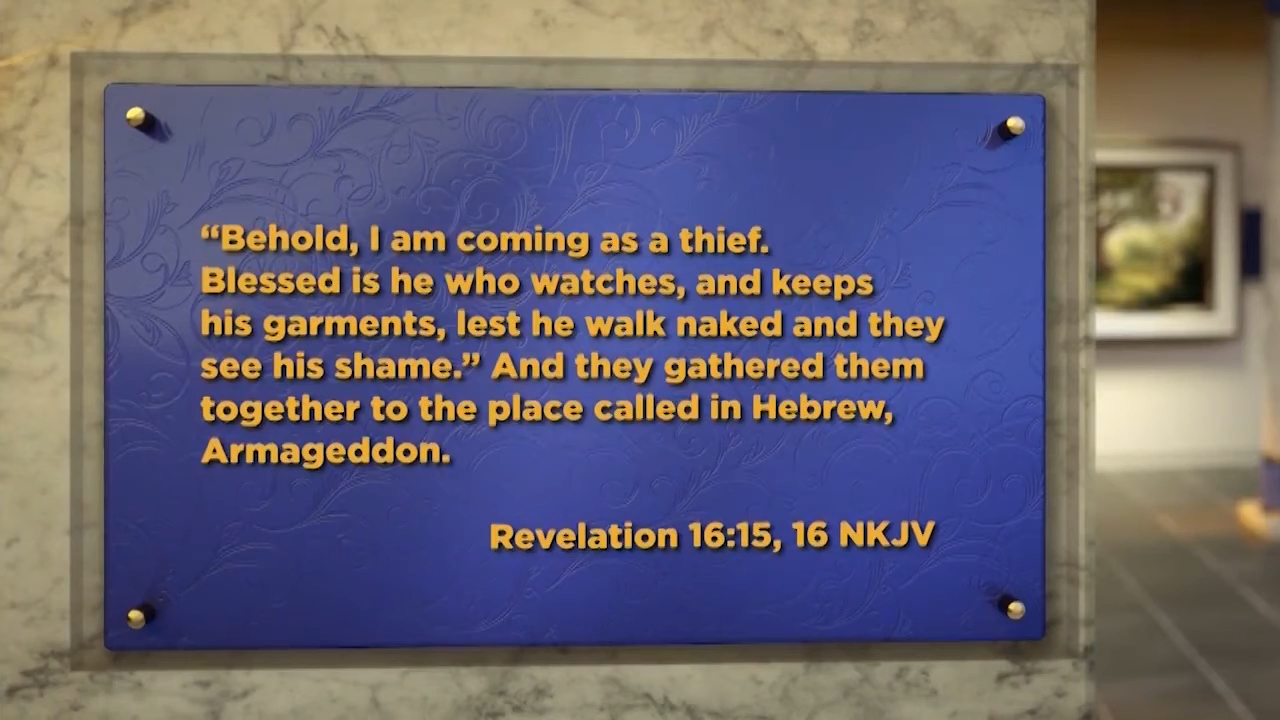 “Behold, I am coming as a thief.
Blessed is he who watches, and keeps
his garments, lest he walk naked and they
see his shame.” And they gathered them
together to the place called in Hebrew,
Armageddon.
Revelation 16:15, 16 NKJV